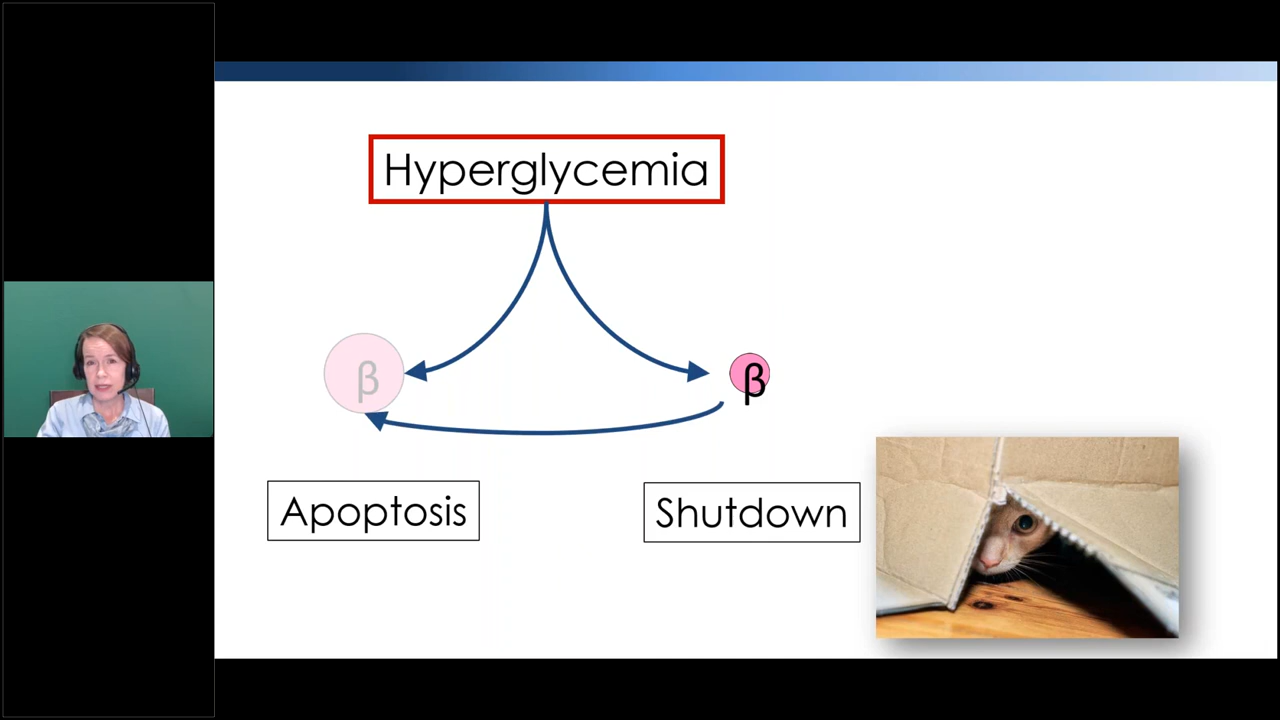 Hyperglycemia
β
β
Apoptosis
Shutdown